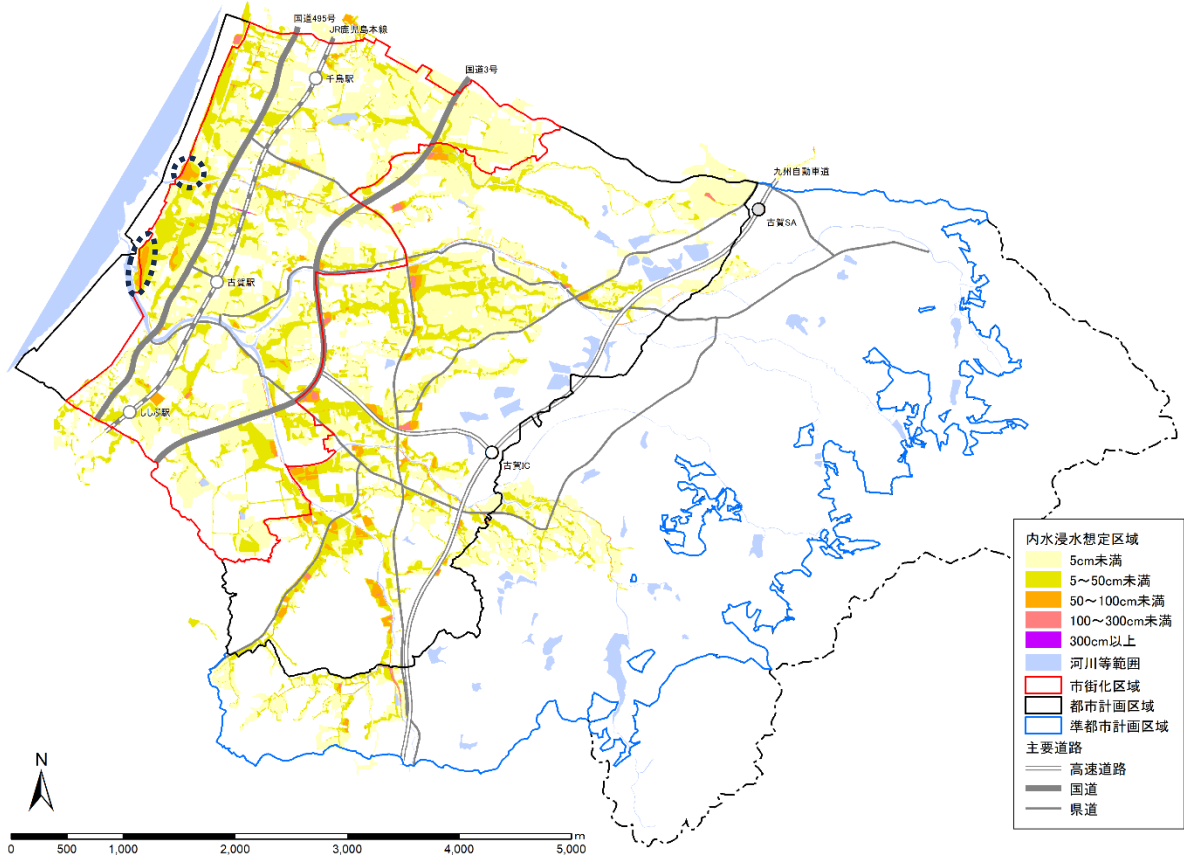 国道495号
JR鹿児島本線
千鳥駅
国道3号
九州自動車道
古賀SA
古賀駅
ししぶ駅
古賀IC
内水浸水想定区域
5cm未満
5～50cm未満
50～100cm未満
100～300cm未満
300cm以上
河川等範囲
市街化区域
都市計画区域
準都市計画区域
主要道路
高速道路
国道
県道
N
m
0 500 1,000 2,000 3,000 4,000 5,000